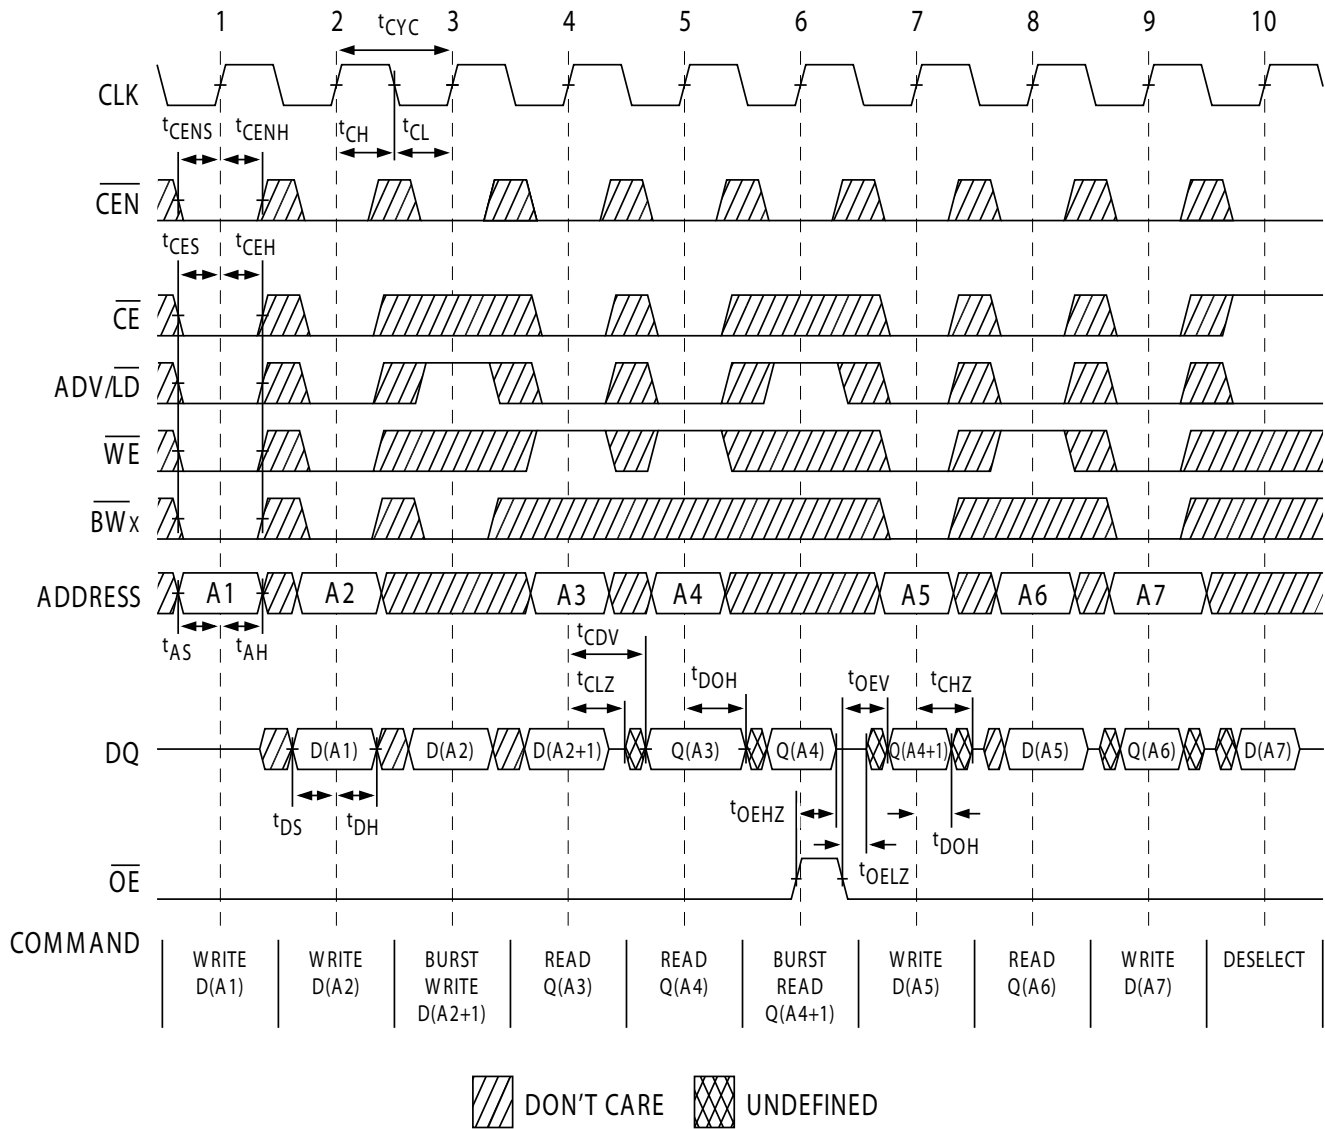 1 2 3 4 5 6 7 8 9 10
tCYC
CLK
tCENS tCENH tCH tCL
CEN
tCES tCEH
CE
ADV/LD
WE
BWx
ADDRESS A1 A2 A3 A4 A5 A6 A7
tAS tAH tCDV
tCLZ tDOH tOEV tCHZ
DQ D(A1) D(A2) D(A2+1) Q(A3) Q(A4) Q(A4+1) D(A5) Q(A6) D(A7)
tDS tDH tOEHZ tDOH
tOELZ
OE
COMMAND
WRITE WRITE BURST READ READ BURST WRITE READ WRITE DESELECT
D(A1) D(A2) WRITE Q(A3) Q(A4) READ D(A5) Q(A6) D(A7)
D(A2+1) Q(A4+1)
DON'T CARE UNDEFINED